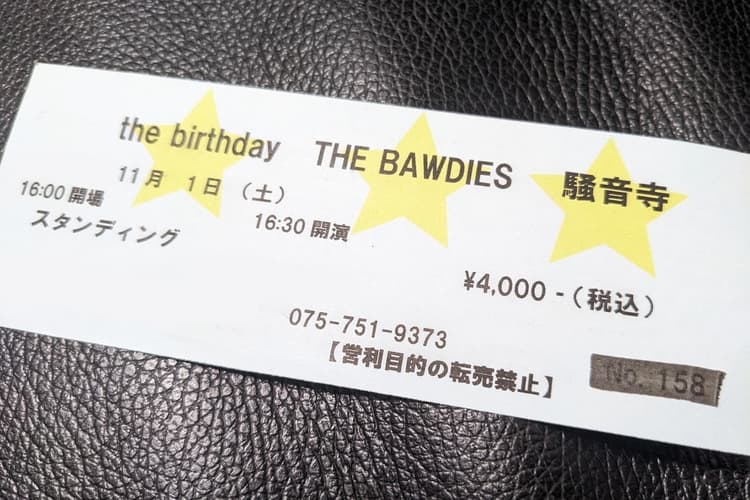 the birthday THE BAWDIES 騒音寺
11月 1日 (土)
16:00 開場 16:30 開演
スタンディング
¥4,000 -(税込)
075-751-9373
【営利目的の転売禁止】
No. 158